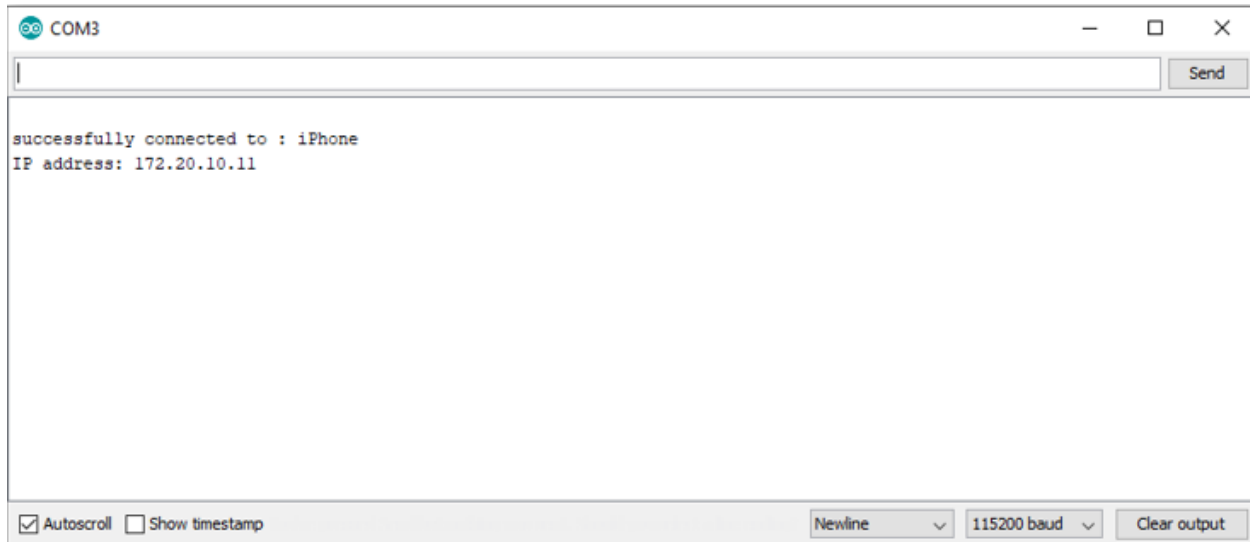 COM3
Send
successfully connected to : iPhone
IP address: 172.20.10.11
Autoscroll Show timestamp Newline 115200 baud Clear output